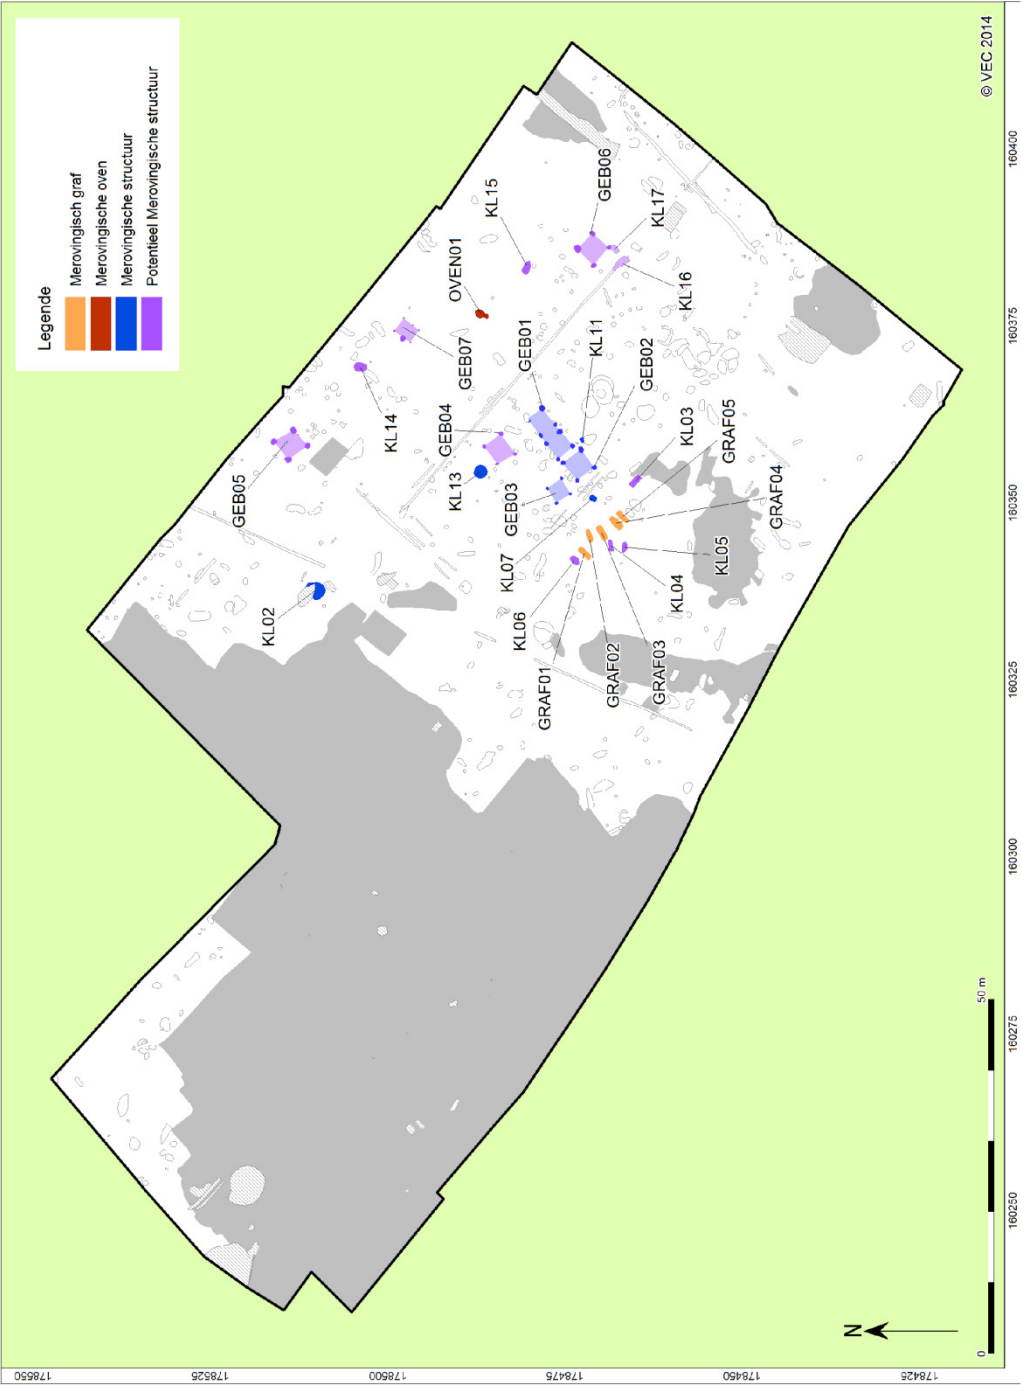 Legende
Merovingisch graf
Merovingische oven
Merovingische structuur
Potentieel Merovingische structuur
© VEC 2014
KL15
GEB06
OVEN01
KL17
GEB07
GEB01
KL16
KL14
GEB04
KL11
GEB02
GEB05
KL13
GEB03
KL03
GRAF05
KL07
GRAF04
KL02
KL06
KL04
KL05
GRAF01
GRAF02
GRAF03
N
0
50 m
160250
160275
160300
160325
160350
160375
160400
178550
178525
178500
178475
178450
178425